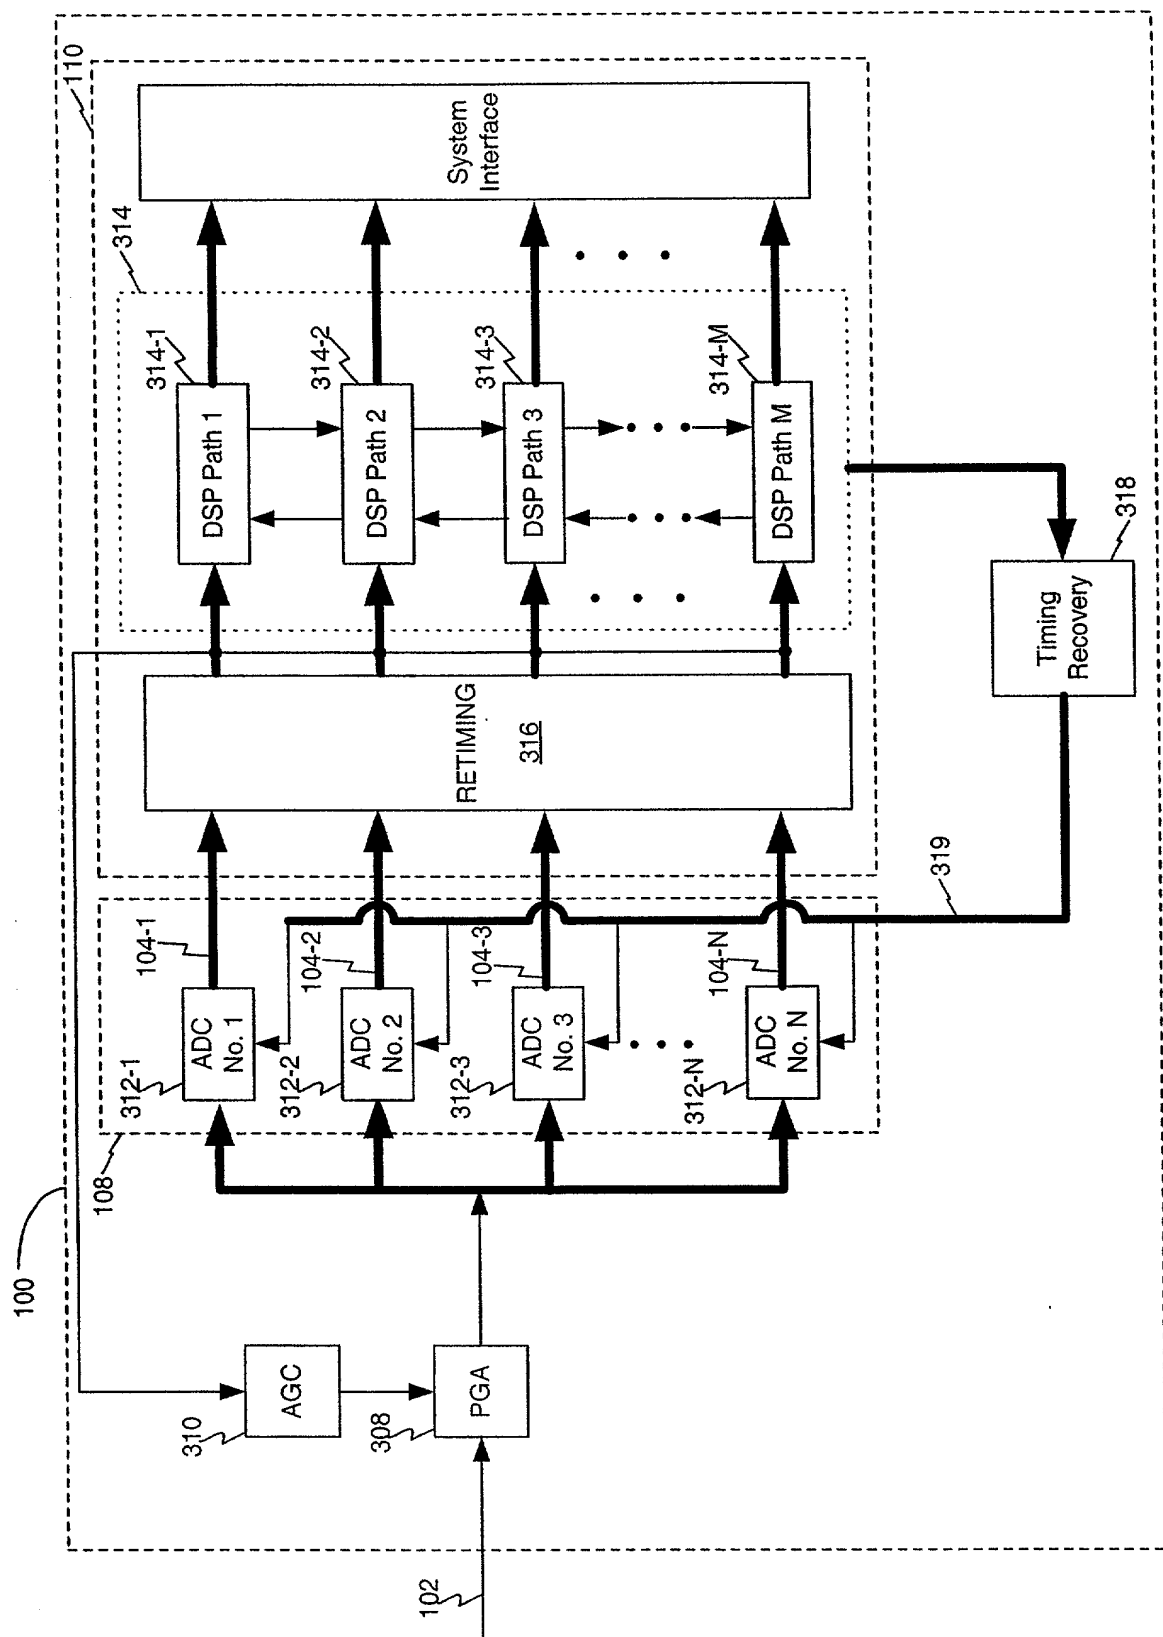 100
110
314
108
102
308
PGA
310
AGC
312-1
ADC
No. 1
104-1
312-2
ADC
No. 2
104-2
312-3
ADC
No. 3
104-3
312-N
ADC
No. N
104-N
319
RETIMING
316
314-1
DSP Path 1
314-2
DSP Path 2
314-3
DSP Path 3
314-M
DSP Path M
System
Interface
318
Timing
Recovery